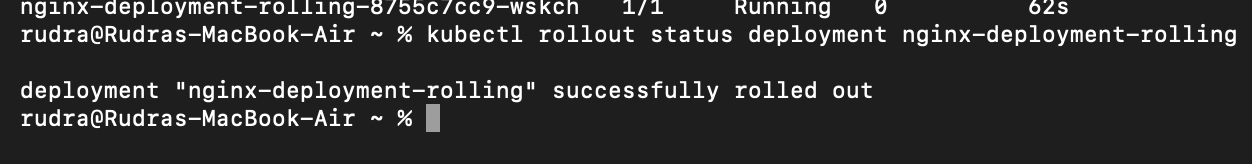 nginx-deployment-rolling-8755c7cc9-wskch 1/1 Running 0 62s
rudra@Rudras-MacBook-Air ~ % kubectl rollout status deployment nginx-deployment-rolling
deployment "nginx-deployment-rolling" successfully rolled out
rudra@Rudras-MacBook-Air ~ %